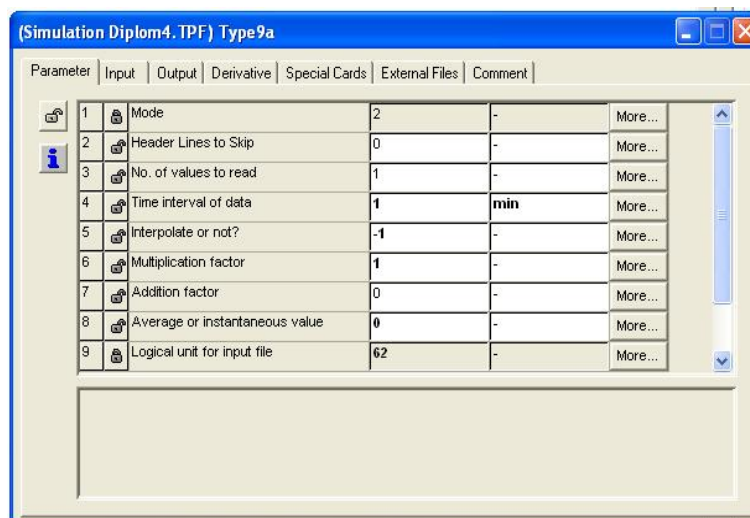 (Simulation Diplom4.TPF) Type9a
Parameter Input Output Derivative Special Cards External Files Comment
1 Mode 2 - More...
2 Header Lines to Skip 0 - More...
3 No. of values to read 1 - More...
4 Time interval of data 1 min More...
5 Interpolate or not? -1 - More...
6 Multiplication factor 1 - More...
7 Addition factor 0 - More...
8 Average or instantaneous value 0 - More...
9 Logical unit for input file 62 - More...